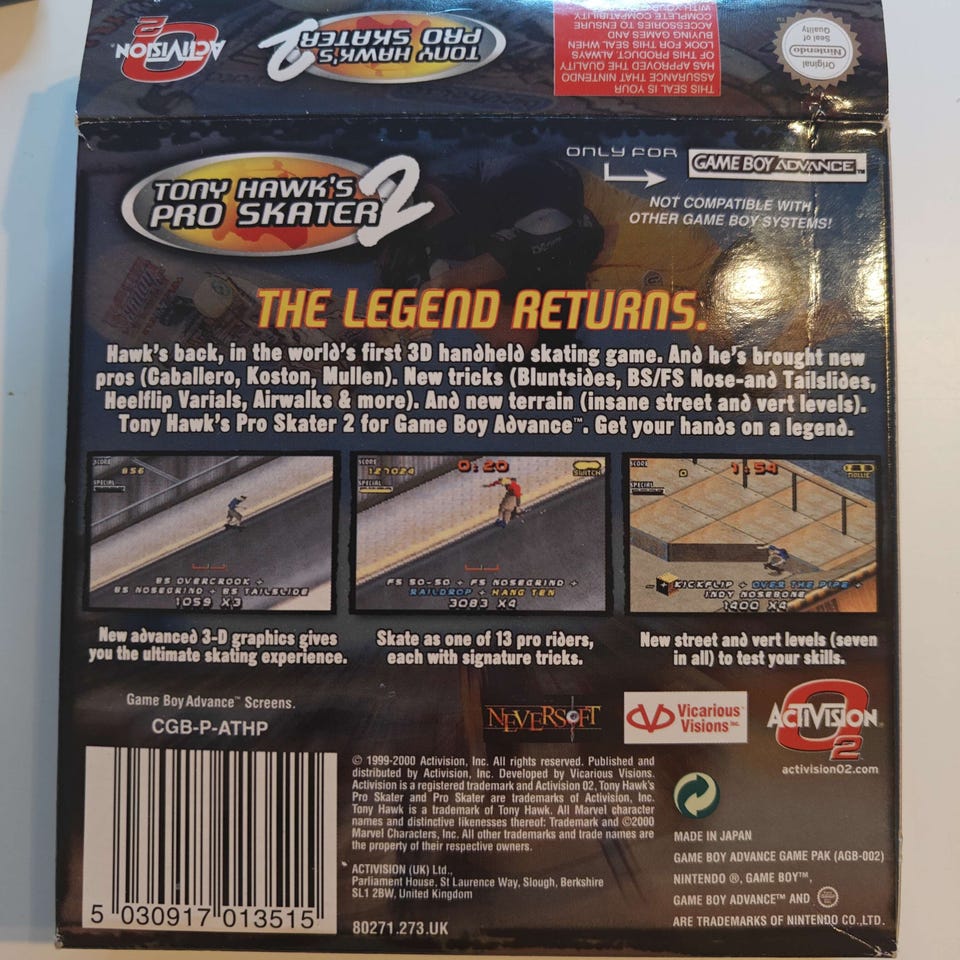 THIS SEAL IS YOUR
ASSURANCE THAT NINTENDO
HAS APPROVED THE QUALITY
OF THIS PRODUCT. ALWAYS
LOOK FOR THIS SEAL WHEN
BUYING GAMES AND
ACCESSORIES TO ENSURE
COMPLETE COMPATIBILITY
Original
Nintendo
Seal of
Quality
TONY HAWK'S
PRO SKATER 2
ACTIVISION
O2
TONY HAWK'S
PRO SKATER 2
ONLY FOR
GAME BOY ADVANCE™
NOT COMPATIBLE WITH
OTHER GAME BOY SYSTEMS!
THE LEGEND RETURNS.
Hawk's back, in the world's first 3D handheld skating game. And he's brought new
pros (Caballero, Koston, Mullen). New tricks (Bluntsides, BS/FS Nose-and Tailslides,
Heelflip Varials, Airwalks & more). And new terrain (insane street and vert levels).
Tony Hawk's Pro Skater 2 for Game Boy Advance™. Get your hands on a legend.
SCORE
856
SPECIAL
BS OVERCROOK +
BS NOSEGRIND + BS TAILSLIDE
1059 X3
SCORE
127024
0:20
SWITCH
SPECIAL
FS 50-50 + FS NOSEGRIND +
RAILDROP + HANG TEN
3083 X4
SCORE
0
1:54
NOLLIE
SPECIAL
KICKFLIP + OVER THE PIPE +
INDY NOSEBONE
1400 X4
New advanced 3-D graphics gives
you the ultimate skating experience.
Skate as one of 13 pro riders,
each with signature tricks.
New street and vert levels (seven
in all) to test your skills.
Game Boy Advance™ Screens.
CGB-P-ATHP
NEVERSOFT
Vicarious
Visions Inc.
ACTIVISION
O2
activisionO2.com
© 1999-2000 Activision, Inc. All rights reserved. Published and
distributed by Activision, Inc. Developed by Vicarious Visions.
Activision is a registered trademark and Activision O2, Tony Hawk's
Pro Skater and Pro Skater are trademarks of Activision, Inc.
Tony Hawk is a trademark of Tony Hawk. All Marvel character
names and distinctive likenesses thereof: Trademark and ©2000
Marvel Characters, Inc. All other trademarks and trade names are
the property of their respective owners.
ACTIVISION (UK) Ltd.,
Parliament House, St Laurence Way, Slough, Berkshire
SL1 2BW, United Kingdom
80271.273.UK
5 030917 013515
MADE IN JAPAN
GAME BOY ADVANCE GAME PAK (AGB-002)
NINTENDO ®, GAME BOY™,
GAME BOY ADVANCE™ AND
ARE TRADEMARKS OF NINTENDO CO.,LTD.